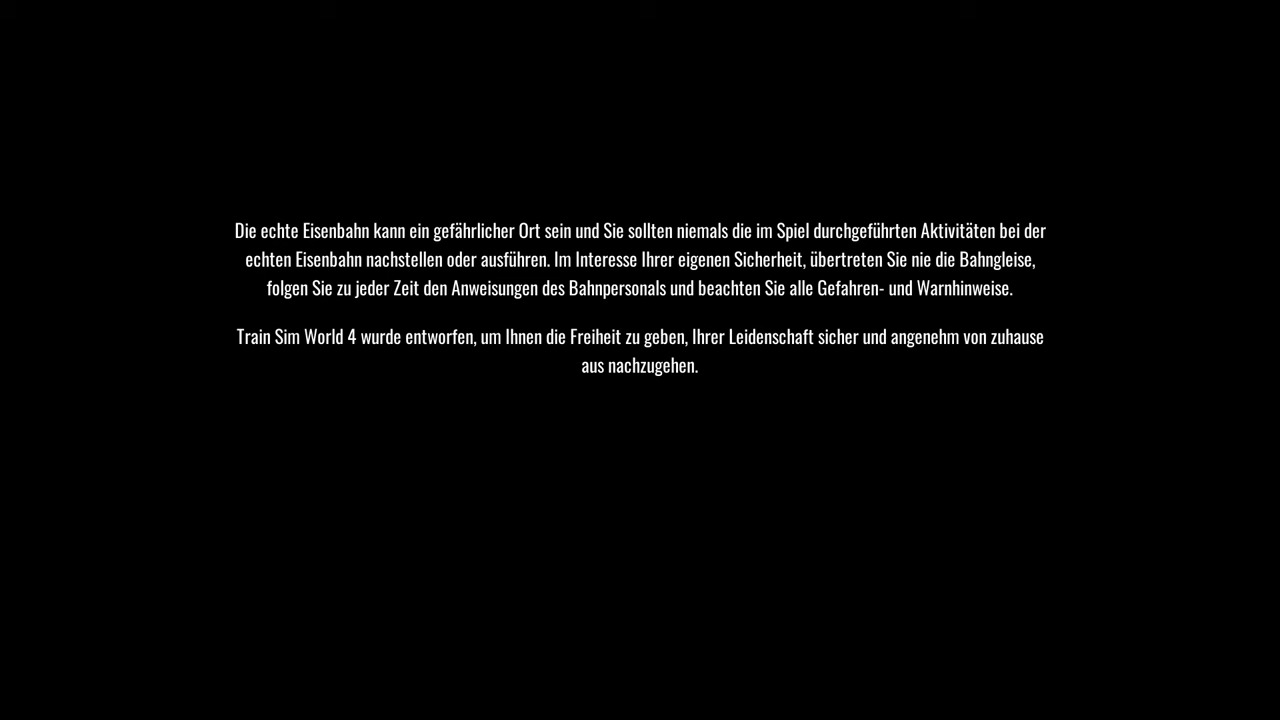 Die echte Eisenbahn kann ein gefährlicher Ort sein und Sie sollten niemals die im Spiel durchgeführten Aktivitäten bei der
echten Eisenbahn nachstellen oder ausführen. Im Interesse Ihrer eigenen Sicherheit, übertreten Sie nie die Bahngleise,
folgen Sie zu jeder Zeit den Anweisungen des Bahnpersonals und beachten Sie alle Gefahren- und Warnhinweise.
Train Sim World 4 wurde entworfen, um Ihnen die Freiheit zu geben, Ihrer Leidenschaft sicher und angenehm von zuhause
aus nachzugehen.